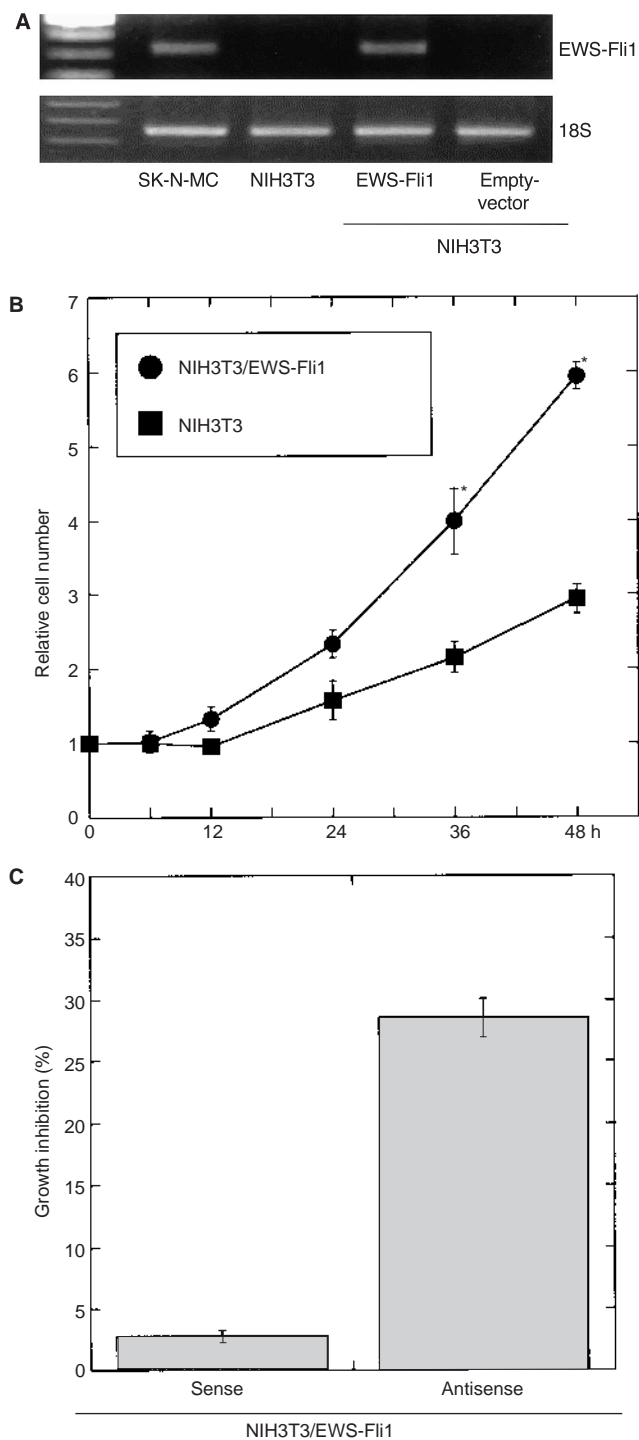 A
EWS-Fli1
18S
SK-N-MC NIH3T3 EWS-Fli1 Empty-
vector
NIH3T3
B
7
6
5
4
3
2
1
0
Relative cell number
NIH3T3/EWS-Fli1
NIH3T3
*
*
0 12 24 36 48 h
C
40
35
30
25
20
15
10
5
0
Growth inhibition (%)
Sense Antisense
NIH3T3/EWS-Fli1